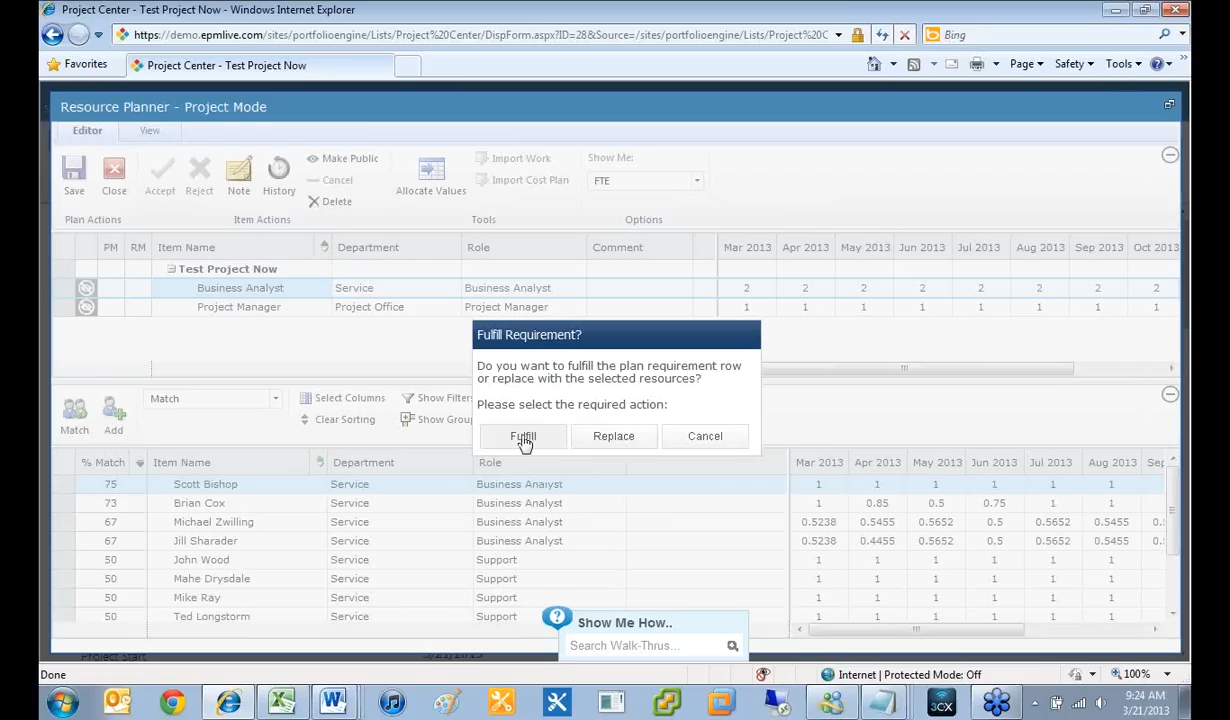 Project Center - Test Project Now - Windows Internet Explorer
https://demo.epmlive.com/sites/portfolioengine/Lists/Project%20Center/DispForm.aspx?ID=28&Source=/sites/portfolioengine/Lists/Project%20C
Bing
Favorites
Project Center - Test Project Now
Page
Safety
Tools
Resource Planner - Project Mode
Editor
View
Save
Close
Accept
Reject
Note
History
Make Public
Cancel
Delete
Allocate Values
Import Work
Import Cost Plan
Show Me:
FTE
Plan Actions
Item Actions
Tools
Options
PM RM Item Name Department Role Comment Mar 2013 Apr 2013 May 2013 Jun 2013 Jul 2013 Aug 2013 Sep 2013 Oct 2013
Test Project Now
Business Analyst Service Business Analyst 2 2 2 2 2 2 2 2
Project Manager Project Office Project Manager 1 1 1 1 1 1 1 1
Fulfill Requirement?
Do you want to fulfill the plan requirement row
or replace with the selected resources?
Please select the required action:
Fulfill
Replace
Cancel
Match
Add
Match
Select Columns
Clear Sorting
Show Filters
Show Group
% Match Item Name Department Role Mar 2013 Apr 2013 May 2013 Jun 2013 Jul 2013 Aug 2013
75 Scott Bishop Service Business Analyst 1 1 1 1 1 1
73 Brian Cox Service Business Analyst 1 0.85 0.5 0.75 1 1
67 Michael Zwilling Service Business Analyst 0.5238 0.5455 0.5652 0.5 0.5652 0.5455
67 Jill Sharader Service Business Analyst 0.5238 0.4455 0.5652 0.5 0.5652 0.5455
50 John Wood Service Support 1 1 1 1 1 1
50 Mahe Drysdale Service Support 1 1 1 1 1 1
50 Mike Ray Service Support 1 1 1 1 1 1
50 Ted Longstorm Service Support 1 1 1 1 1 1
Show Me How..
Search Walk-Thrus...
Project Start
3/21/2013
Done
Internet | Protected Mode: Off
100%
3CX
9:24 AM
3/21/2013